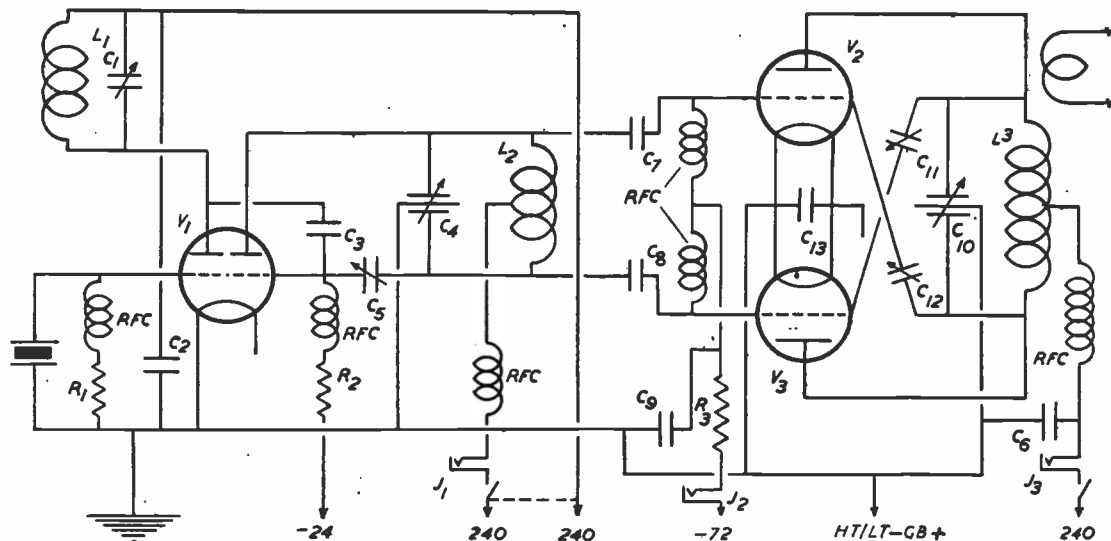 L1
C1
V1
RFC
R1
C2
C3
RFC
R2
C5
C4
L2
RFC
J1
-24
240
240
C7
RFC
C8
C9
R3
J2
-72
V2
C13
V3
C11
C12
C10
L3
RFC
C6
J3
HT/LT-GB+
240